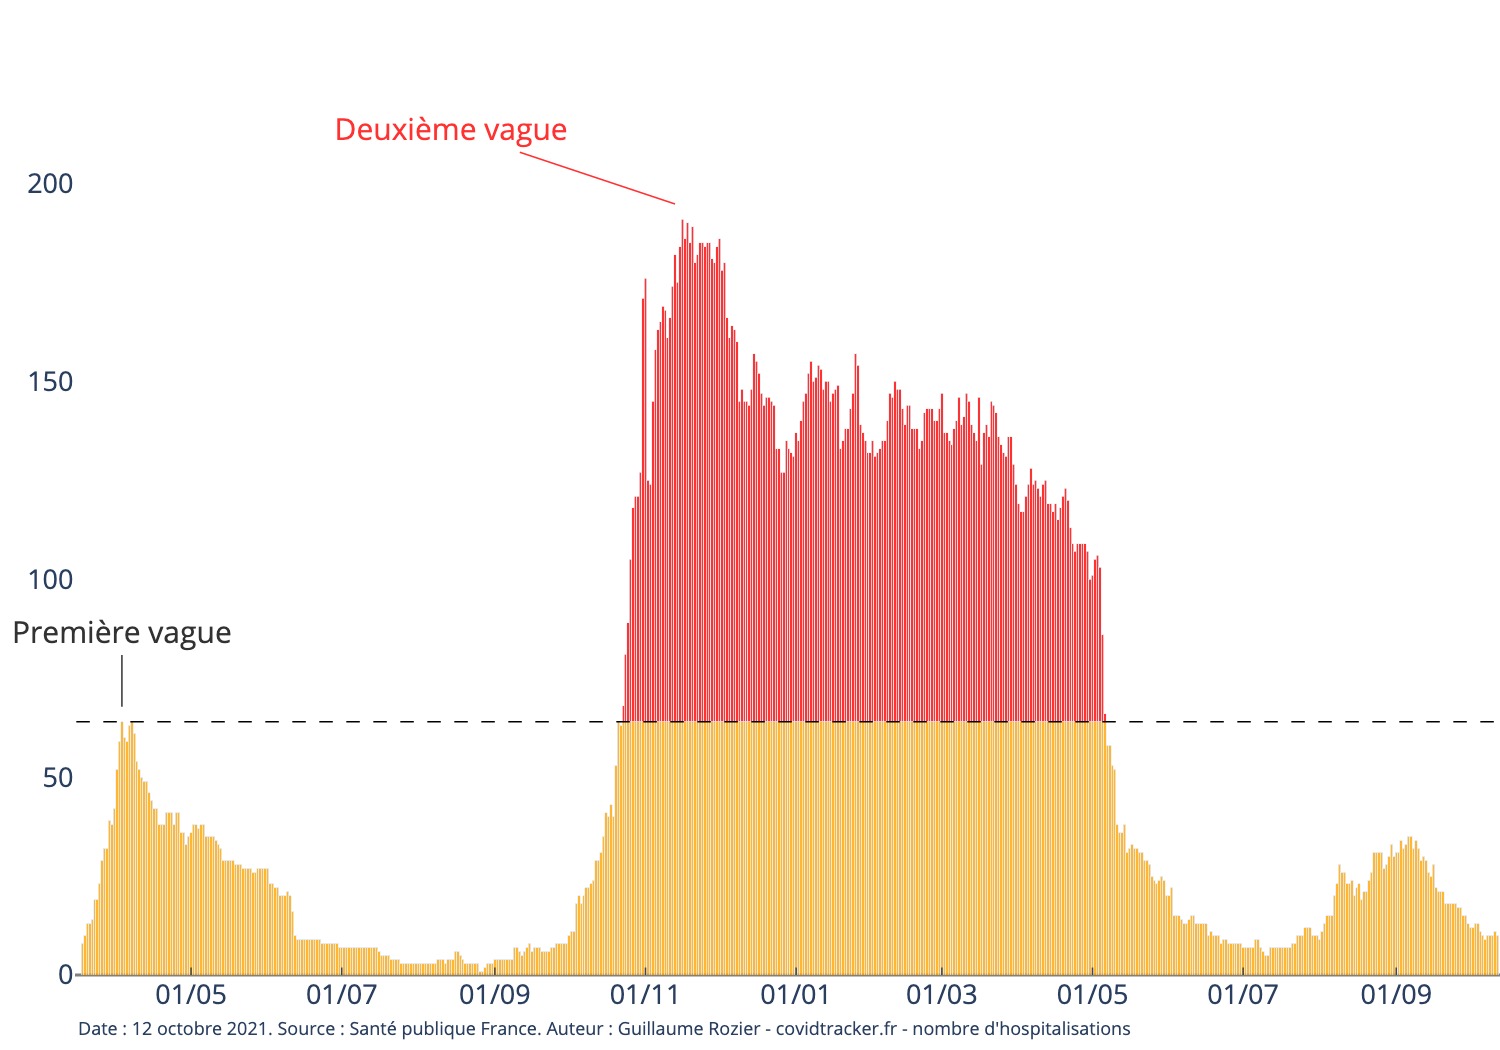 Deuxième vague
200
150
100
Première vague
50
0
01/05 01/07 01/09 01/11 01/01 01/03 01/05 01/07 01/09
Date : 12 octobre 2021. Source : Santé publique France. Auteur : Guillaume Rozier - covidtracker.fr - nombre d'hospitalisations